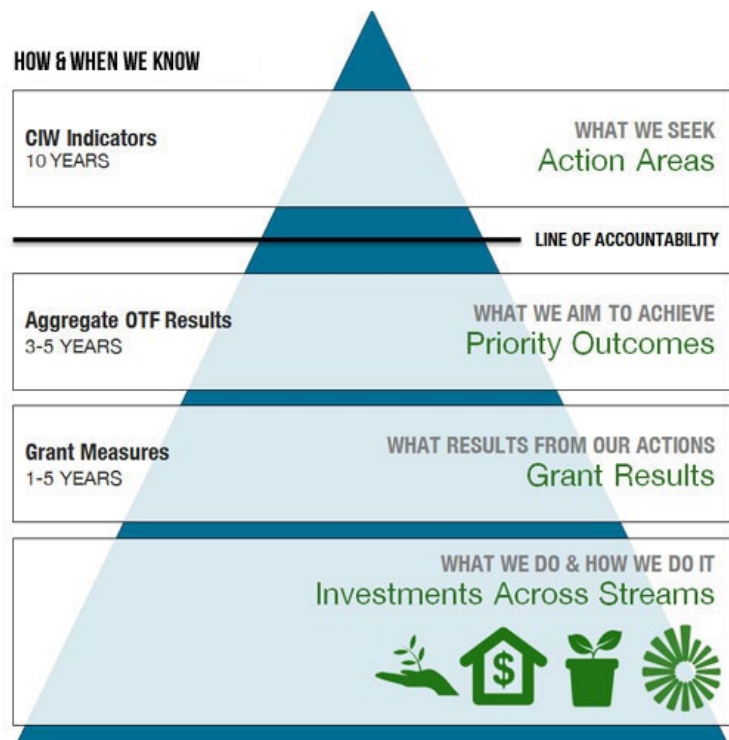 HOW & WHEN WE KNOW
CIW Indicators
10 YEARS
WHAT WE SEEK
Action Areas
LINE OF ACCOUNTABILITY
Aggregate OTF Results
3-5 YEARS
WHAT WE AIM TO ACHIEVE
Priority Outcomes
Grant Measures
1-5 YEARS
WHAT RESULTS FROM OUR ACTIONS
Grant Results
WHAT WE DO & HOW WE DO IT
Investments Across Streams
$